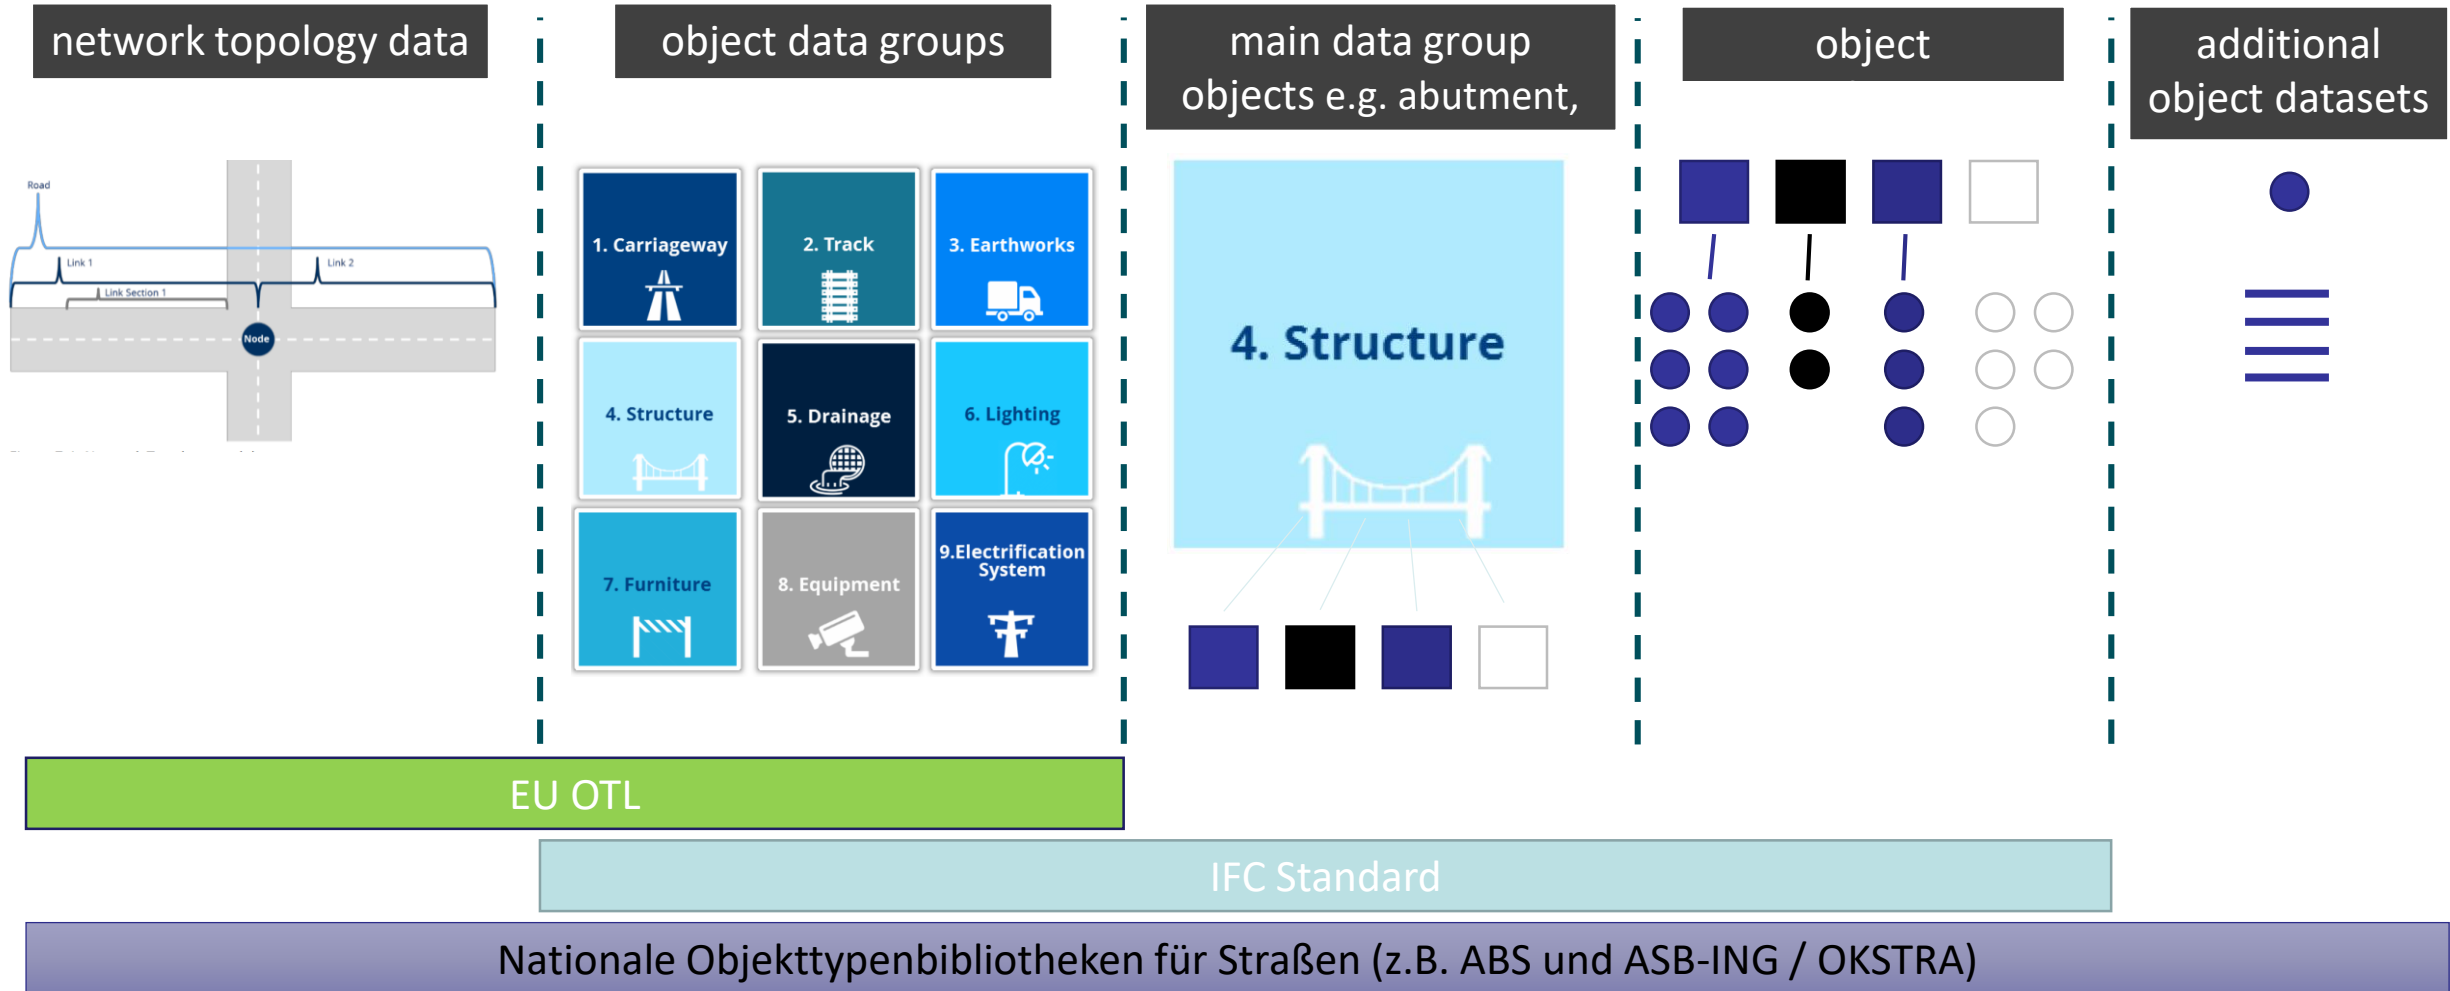 network topology data
object data groups
main data group
objects e.g. abutment,
object
additional
object datasets
Road
Link 1
Link 2
Link Section 1
Node
1. Carriageway
2. Track
3. Earthworks
4. Structure
5. Drainage
6. Lighting
7. Furniture
8. Equipment
9.Electrification
System
4. Structure
EU OTL
IFC Standard
Nationale Objekttypenbibliotheken für Straßen (z.B. ABS und ASB-ING / OKSTRA)